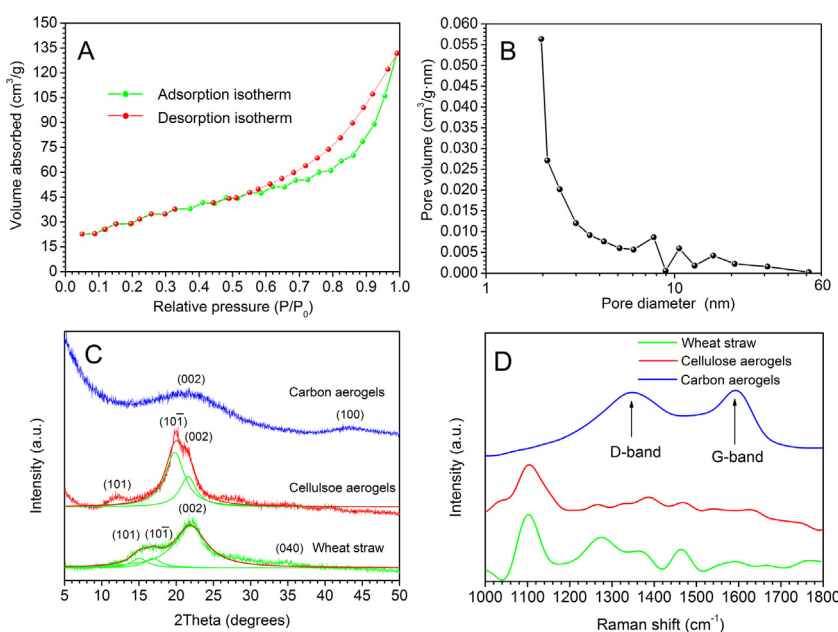 A
Volume absorbed (cm³/g)
150
135
120
105
90
75
60
45
30
15
0
Adsorption isotherm
Desorption isotherm
0.0 0.1 0.2 0.3 0.4 0.5 0.6 0.7 0.8 0.9 1.0
Relative pressure (P/P₀)
B
Pore volume (cm³/g·nm)
0.060
0.055
0.050
0.045
0.040
0.035
0.030
0.025
0.020
0.015
0.010
0.005
0.000
1 10 60
Pore diameter (nm)
C
Intensity (a.u.)
(002)
Carbon aerogels
(100)
(101̅)
(002)
(101)
Cellulsoe aerogels
(002)
(101) (101̅)
(040)
Wheat straw
5 10 15 20 25 30 35 40 45 50
2Theta (degrees)
D
Intensity (a.u.)
Wheat straw
Cellulose aerogels
Carbon aerogels
D-band
G-band
1000 1100 1200 1300 1400 1500 1600 1700 1800
Raman shift (cm⁻¹)